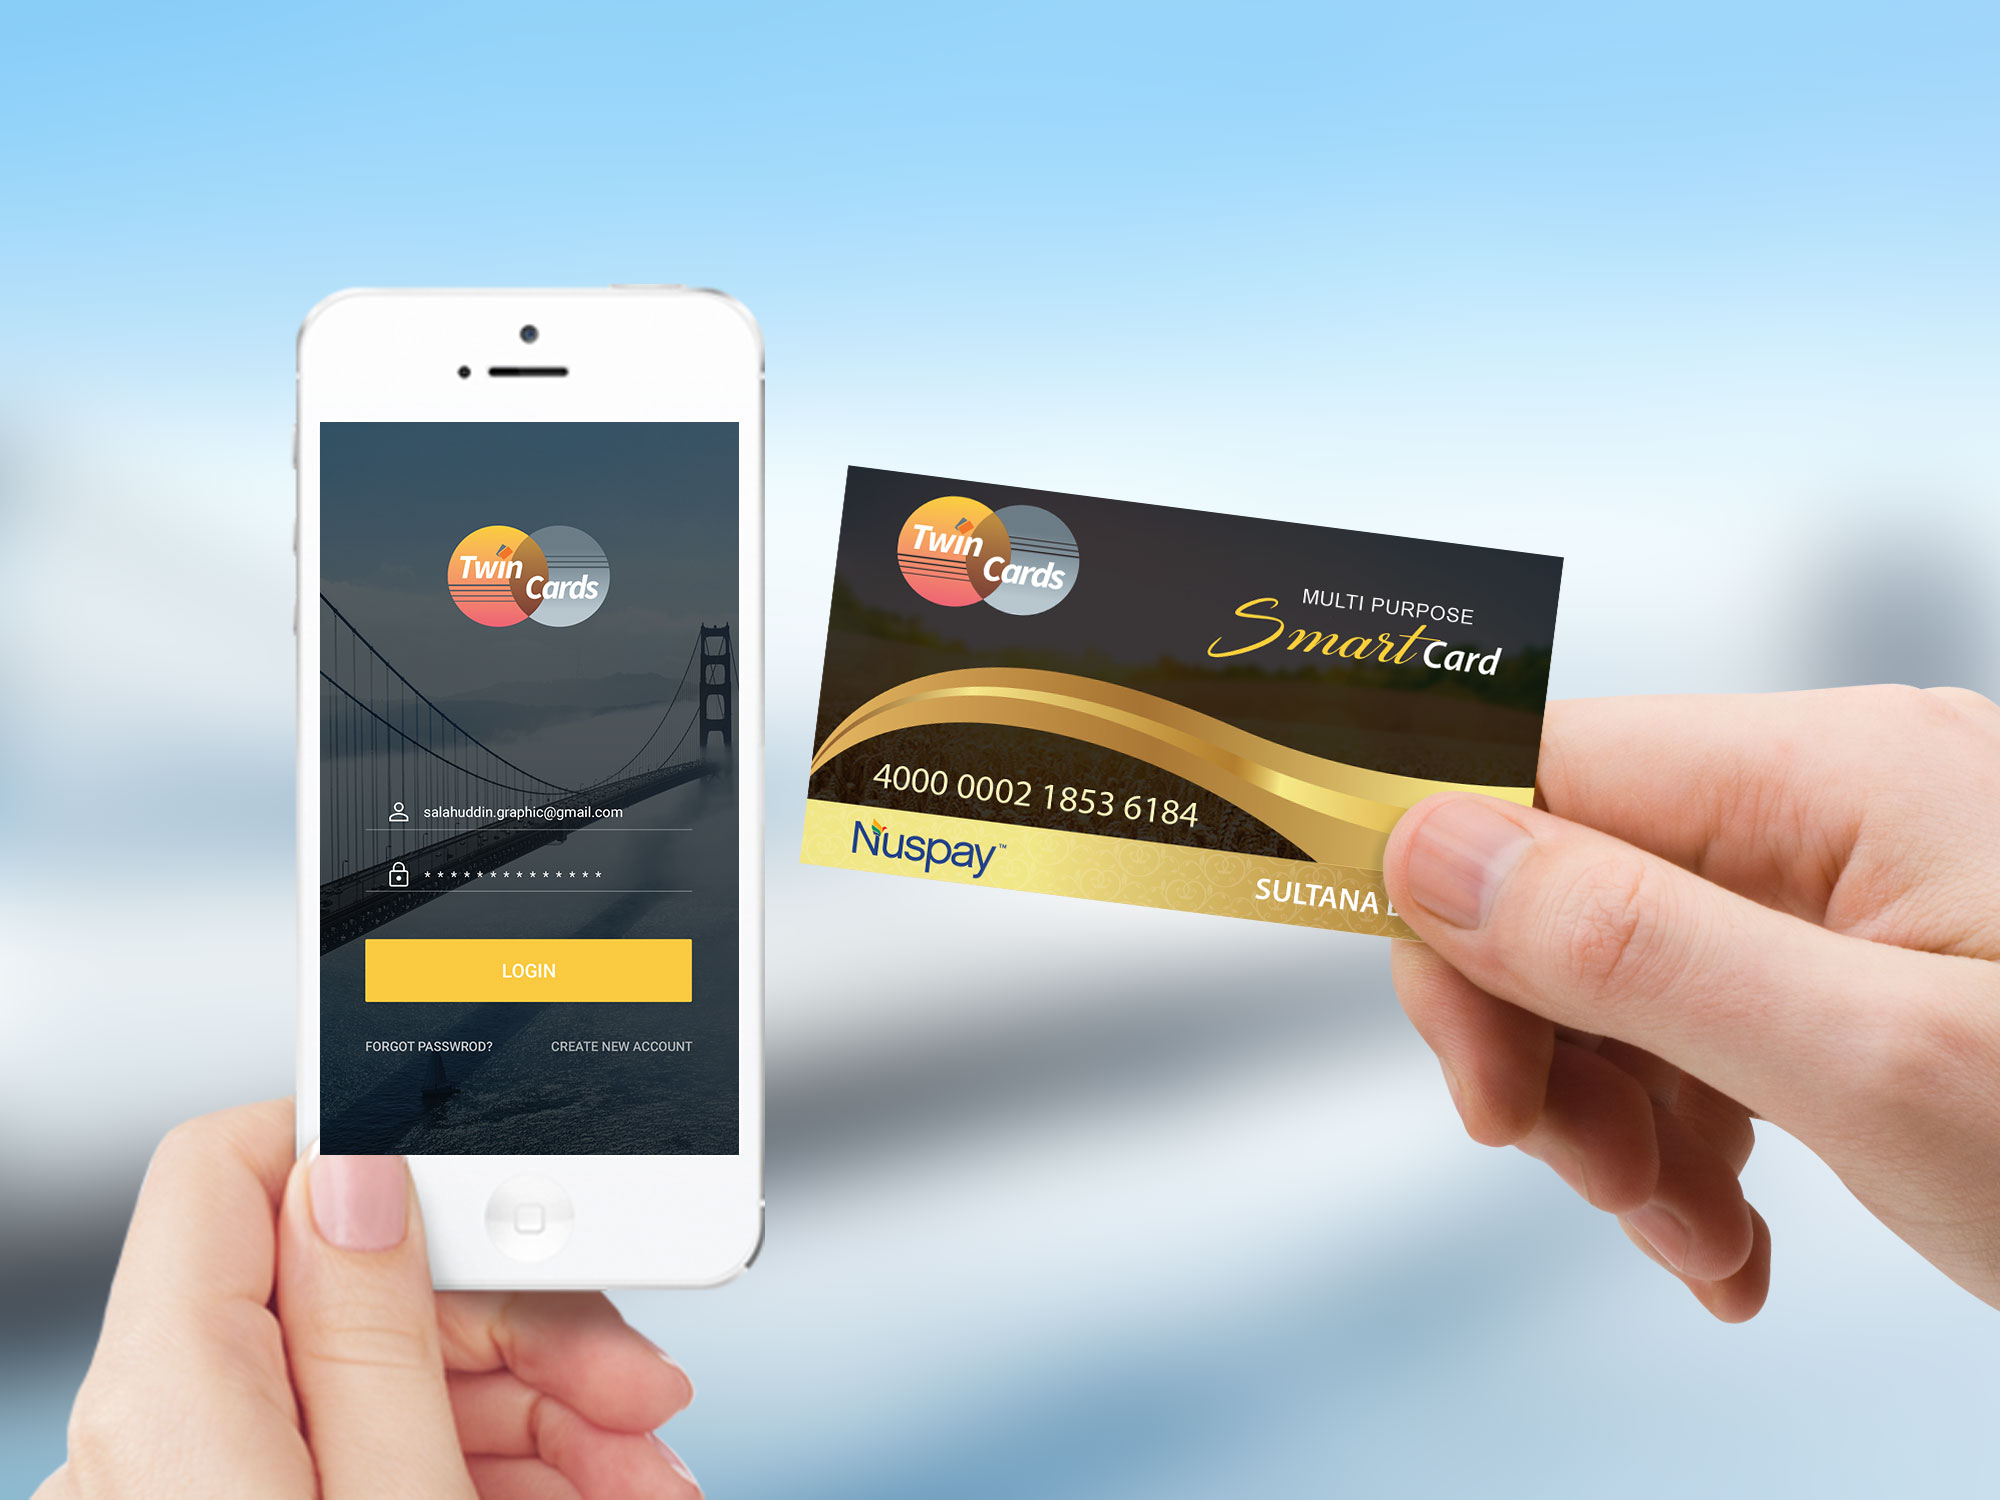 Twin
Cards
salahuddin.graphic@gmail.com
* * * * * * * * * * * * * *
LOGIN
FORGOT PASSWROD?
CREATE NEW ACCOUNT
Twin
Cards
MULTI PURPOSE
Smart Card
4000 0002 1853 6184
Nuspay™
SULTANA